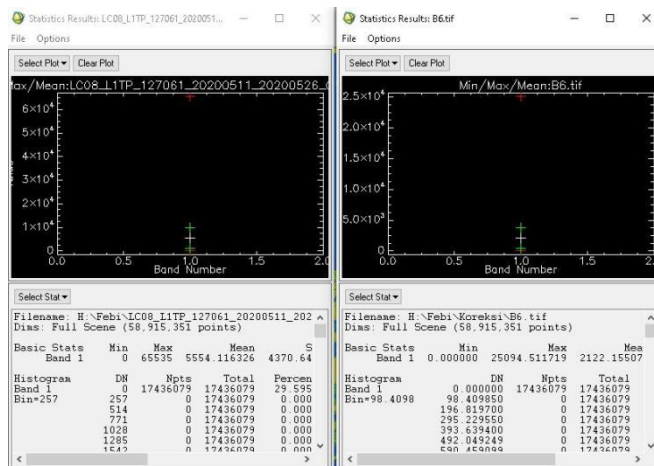 Statistics Results: LC08_L1TP_127061_2020051...
File Options
Select Plot Clear Plot
ax/Mean:LC08_L1TP_127061_20200511_20200526_
6×10⁴
5×10⁴
4×10⁴
3×10⁴
2×10⁴
1×10⁴
0
0.0 0.5 1.0 1.5 2.
Band Number
Select Stat
Filename: H:\Febi\LC08_L1TP_127061_20200511_202
Dims: Full Scene (58,915,351 points)
Basic Stats Min Max Mean S
Band 1 0 65535 5554.116326 4370.64
Histogram DN Npts Total Percen
Band 1 0 17436079 17436079 29.595
Bin=257 257 0 17436079 0.000
514 0 17436079 0.000
771 0 17436079 0.000
1028 0 17436079 0.000
1285 0 17436079 0.000
1542 0 17436079 0.000
Statistics Results: B6.tif
File Options
Select Plot Clear Plot
Min/Max/Mean:B6.tif
2.5×10⁴
2.0×10⁴
1.5×10⁴
1.0×10⁴
5.0×10³
0
0.0 0.5 1.0 1.5 2.
Band Number
Select Stat
Filename: H:\Febi\Koreksi\B6.tif
Dims: Full Scene (58,915,351 points)
Basic Stats Min Max Mea
Band 1 0.000000 25094.511719 2122.15507
Histogram DN Npts Total
Band 1 0.000000 17436079 17436079
Bin=98.4098 98.409850 0 17436079
196.819700 0 17436079
295.229550 0 17436079
393.639400 0 17436079
492.049249 0 17436079
590.459099 0 17436079